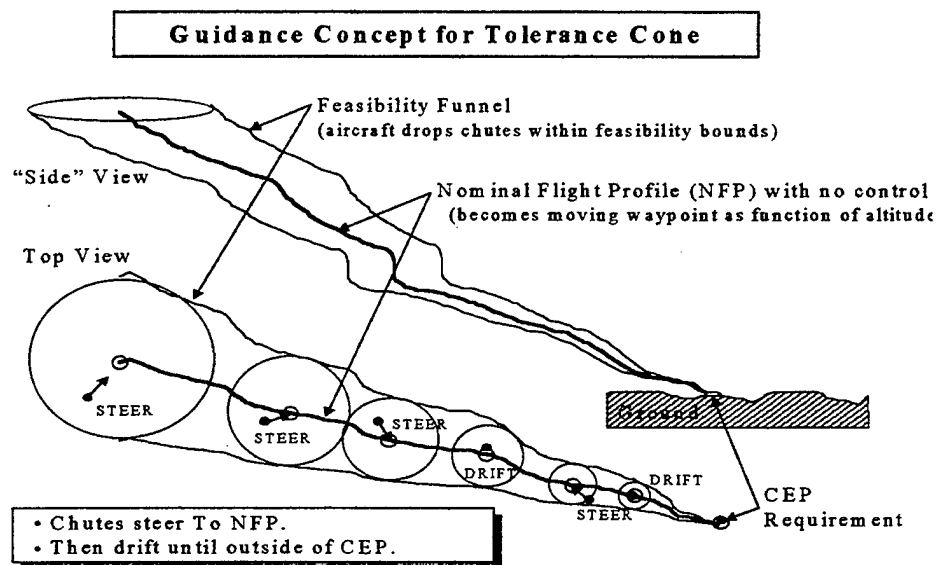 Guidance Concept for Tolerance Cone
Feasibility Funnel
(aircraft drops chutes within feasibility bounds)
"Side" View
Nominal Flight Profile (NFP) with no control
(becomes moving waypoint as function of altitude
Top View
STEER
STEER
STEER
DRIFT
STEER
DRIFT
Ground
CEP
Requirement
• Chutes steer To NFP.
• Then drift until outside of CEP.